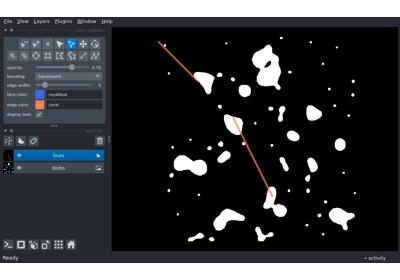 File View Layers Plugins Window Help
opacity: 0.70
blending: translucent
edge width: 5
face color: royalblue
edge color: coral
display text: ✓
lines
blobs
Ready
activity